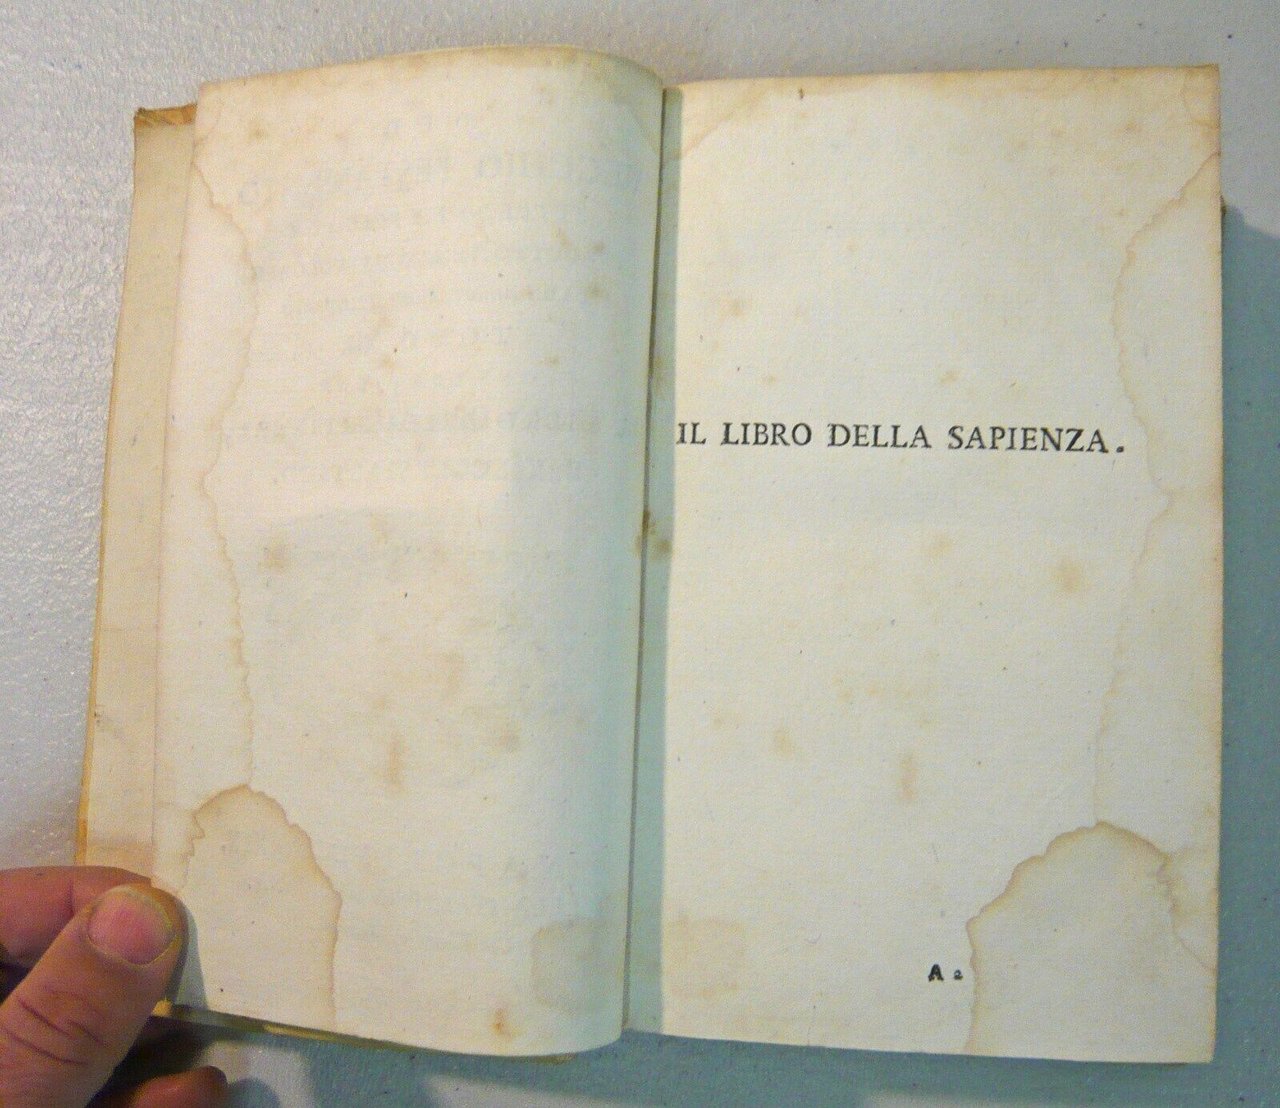 IL LIBRO DELLA SAPIENZA.
A 2